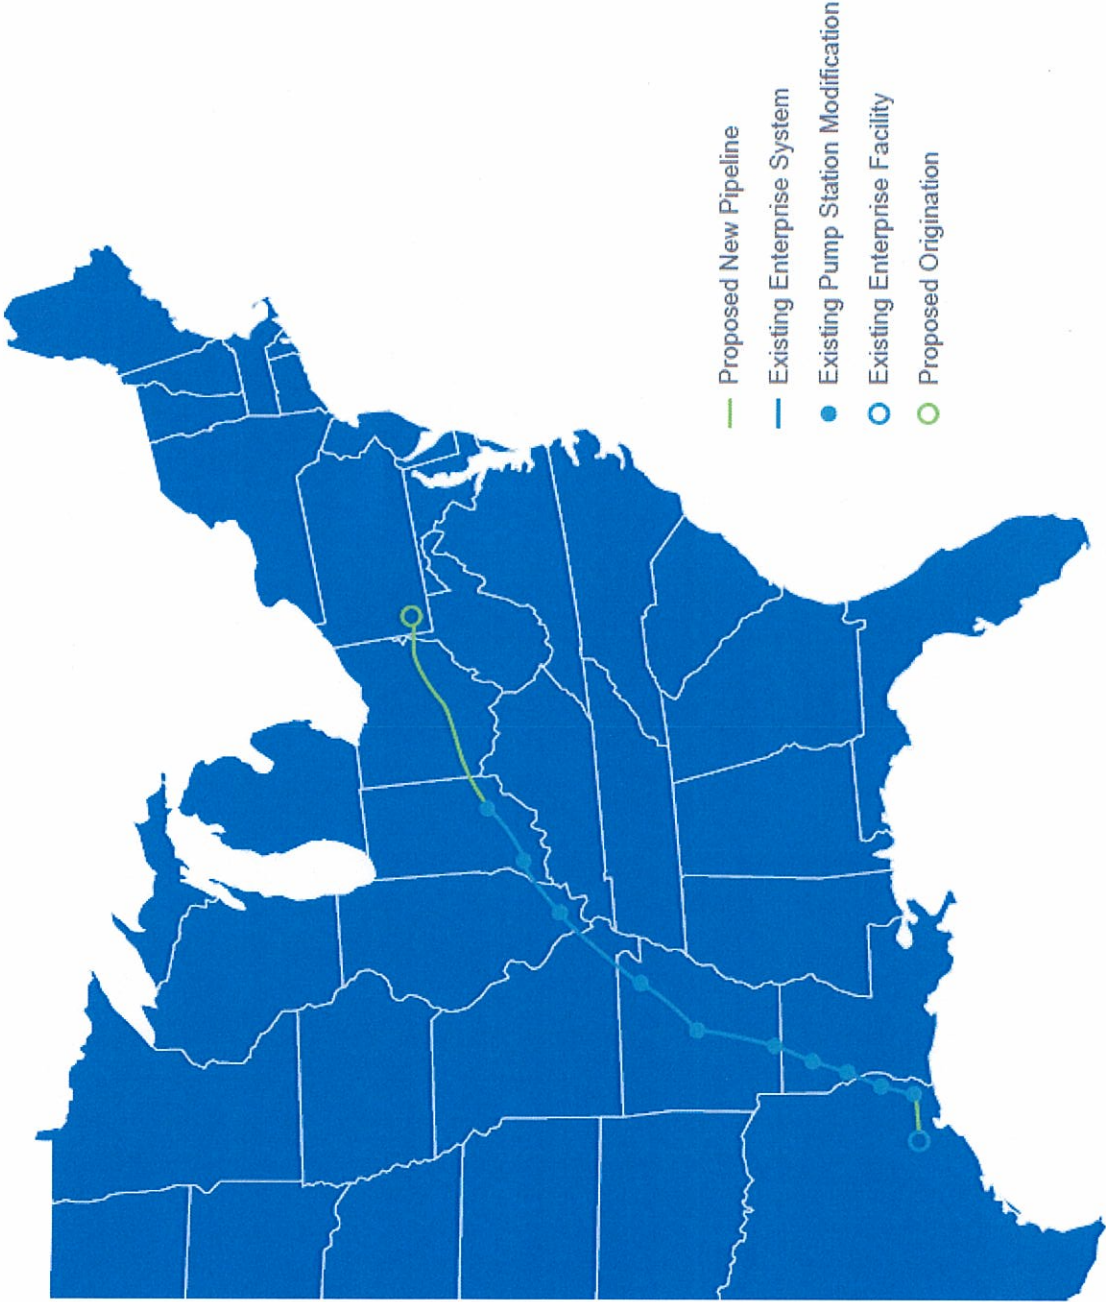 Proposed New Pipeline
Existing Enterprise System
Existing Pump Station Modification
Existing Enterprise Facility
Proposed Origination